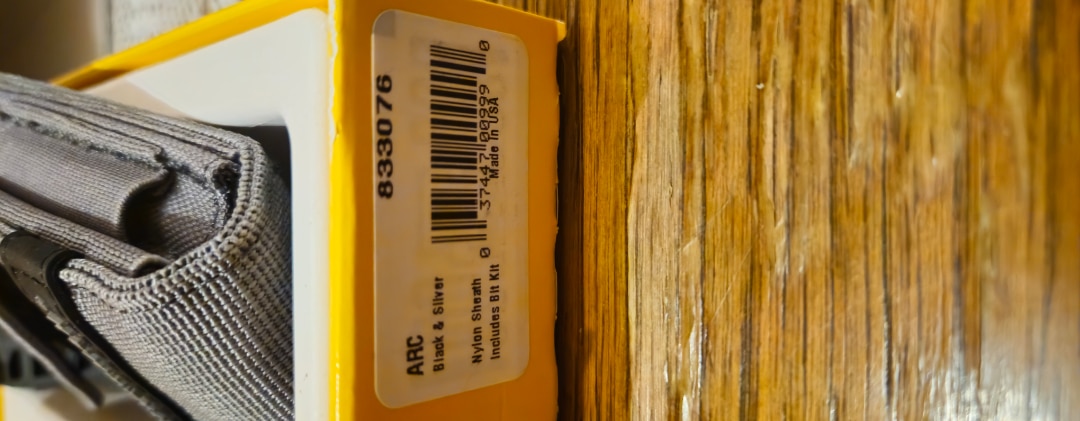 833076
0 37447 00999 0
Made in USA
ARC
Black & Silver
Nylon Sheath
Includes Bit Kit